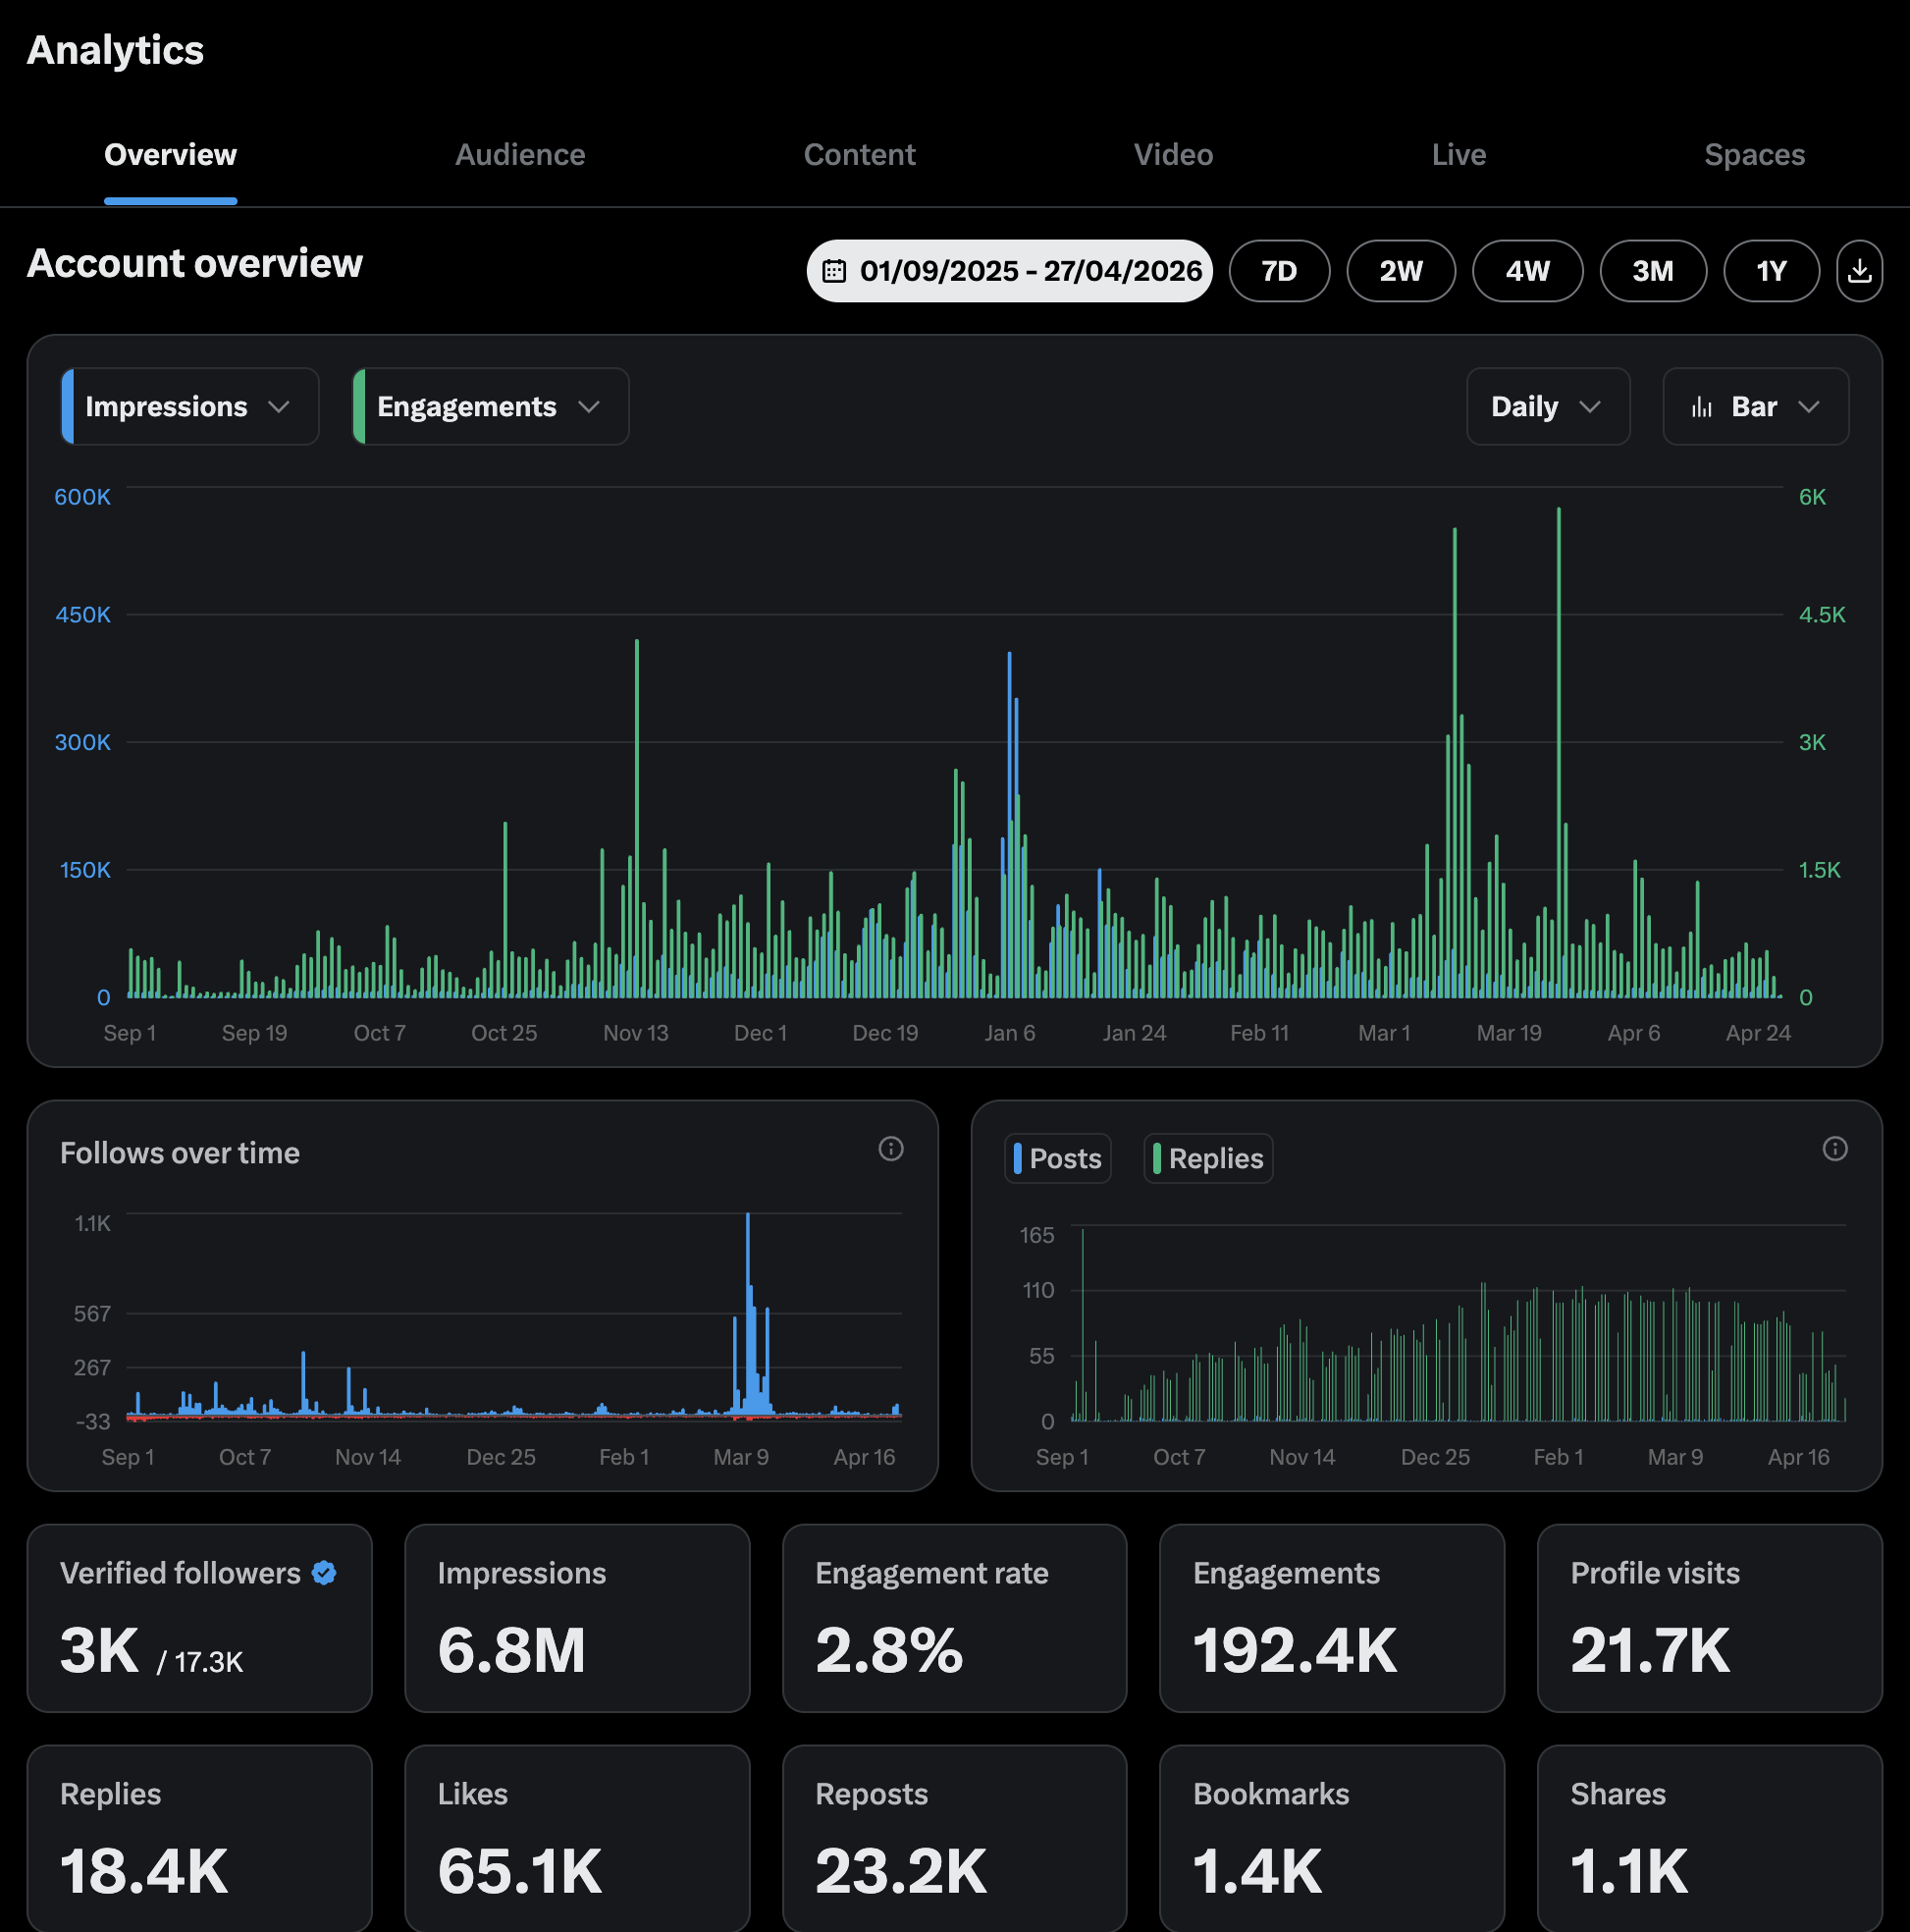 Analytics
Overview Audience Content Video Live Spaces
Account overview
01/09/2025 - 27/04/2026 7D 2W 4W 3M 1Y
Impressions Engagements Daily Bar
600K 6K
450K 4.5K
300K 3K
150K 1.5K
0 0
Sep 1 Sep 19 Oct 7 Oct 25 Nov 13 Dec 1 Dec 19 Jan 6 Jan 24 Feb 11 Mar 1 Mar 19 Apr 6 Apr 24
Follows over time
1.1K
567
267
-33
Sep 1 Oct 7 Nov 14 Dec 25 Feb 1 Mar 9 Apr 16
Posts Replies
165
110
55
0
Sep 1 Oct 7 Nov 14 Dec 25 Feb 1 Mar 9 Apr 16
Verified followers
3K / 17.3K
Impressions
6.8M
Engagement rate
2.8%
Engagements
192.4K
Profile visits
21.7K
Replies
18.4K
Likes
65.1K
Reposts
23.2K
Bookmarks
1.4K
Shares
1.1K